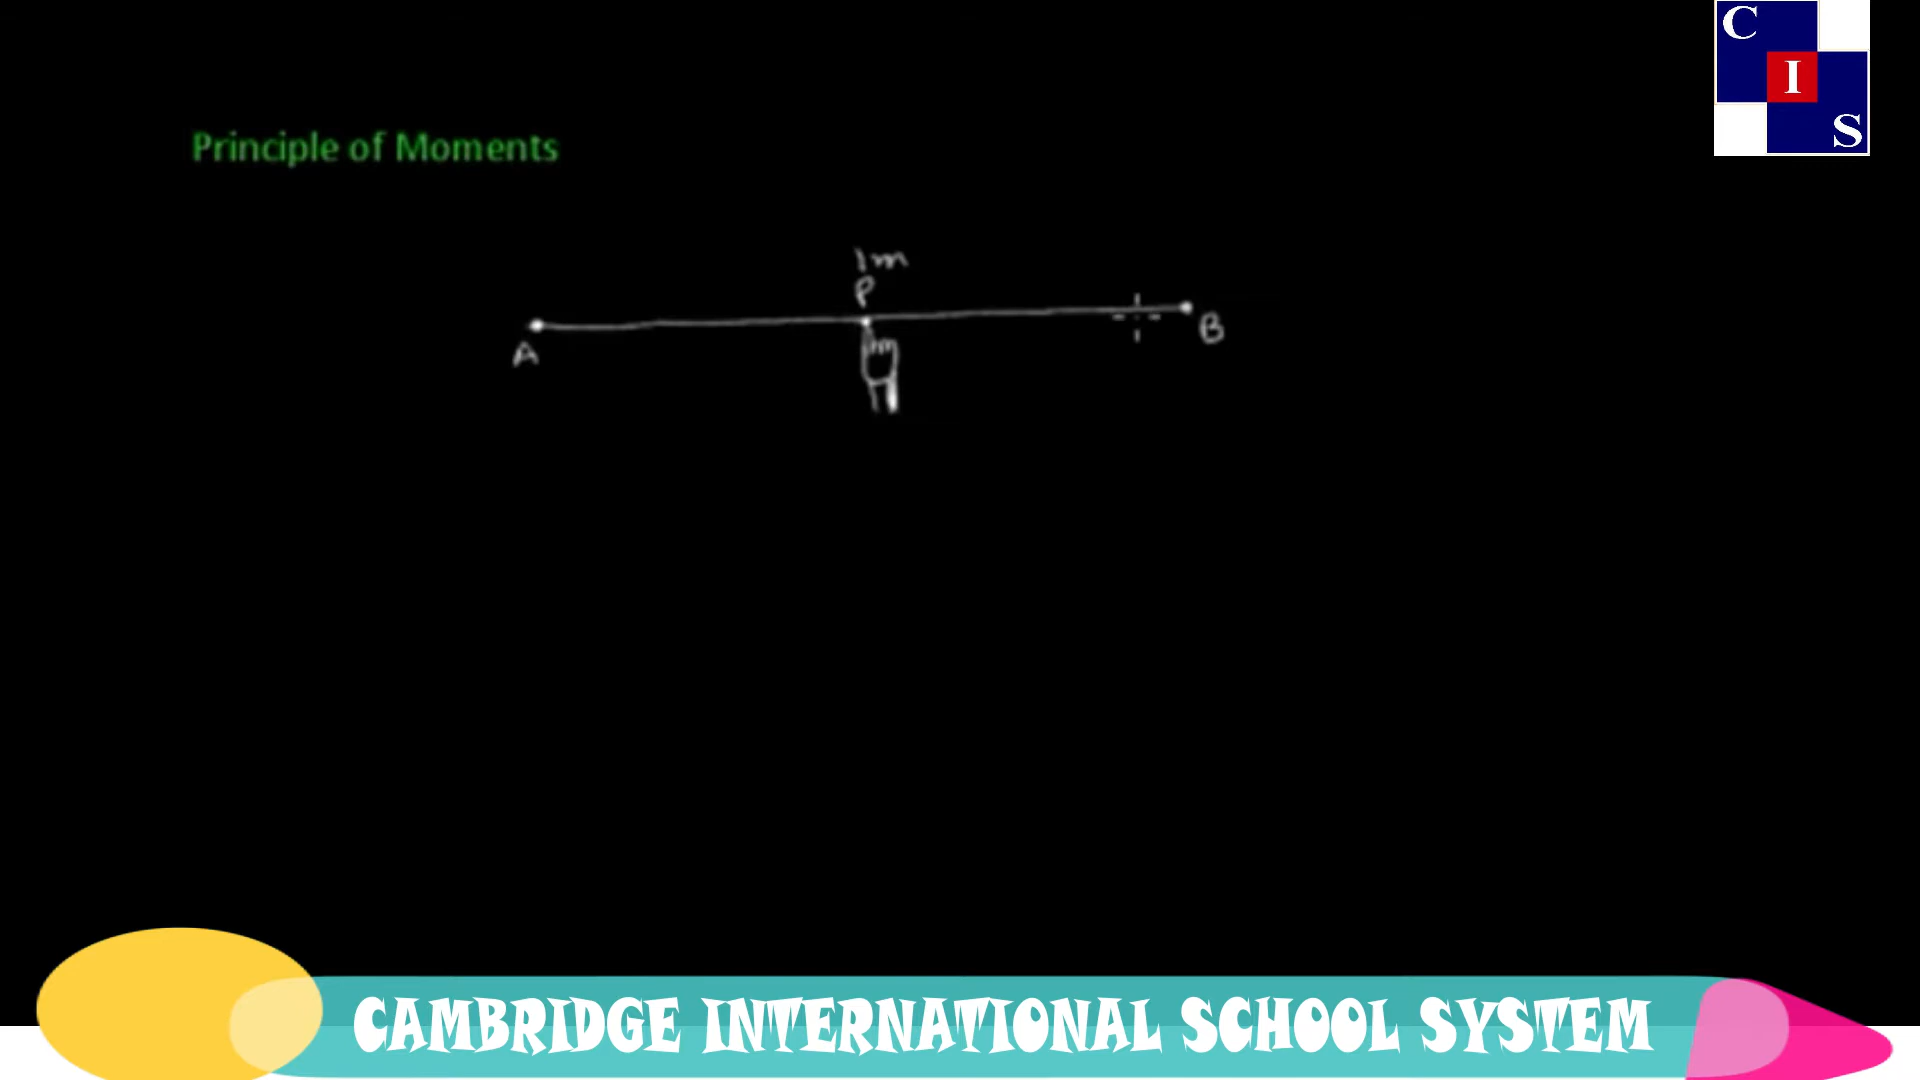 C
I
S
Principle of Moments
1m
P
A
B
CAMBRIDGE INTERNATIONAL SCHOOL SYSTEM